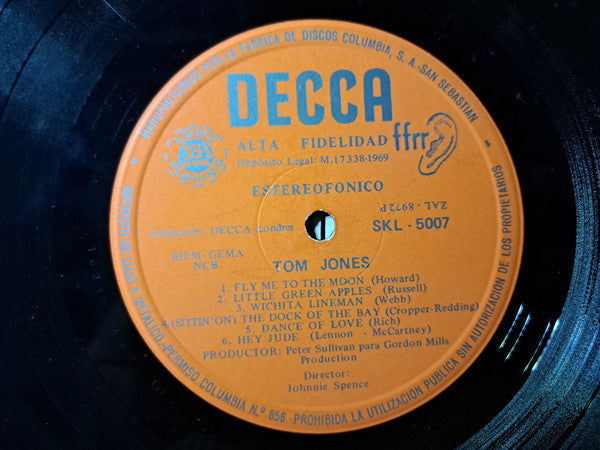 MANUFACTURADO POR LA FABRICA DE DISCOS COLUMBIA, S. A.-SAN SEBASTIAN
DECCA
ALTA FIDELIDAD ffrr
Depósito Legal: M.17338-1969
ESTEREOFONICO
ZAL - 8972P
Grabación: DECCA Londres
SKL - 5007
BIEM-GEMA
NCB
TOM JONES
1. FLY ME TO THE MOON (Howard)
2. LITTLE GREEN APPLES (Russell)
3. WICHITA LINEMAN (Webb)
4.(SITTIN' ON) THE DOCK OF THE BAY (Cropper-Redding)
5. DANCE OF LOVE (Rich)
6. HEY JUDE (Lennon - McCartney)
PRODUCTOR: Peter Sullivan para Gordon Mills
Production
Director:
Johnnie Spence
METALICO-PERMISO COLUMBIA N.º 856 -PROHIBIDA LA UTILIZACION PUBLICA SIN AUTORIZACION DE LOS PROPIETARIOS